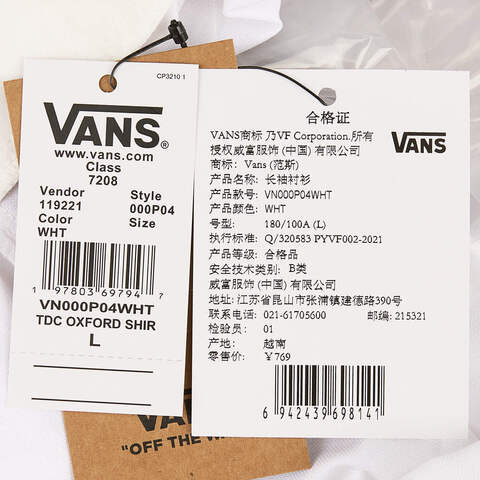 CP3210 1
VANS®
www.vans.com
Class
7208
Vendor Style
119221 000P04
Color Size
WHT
1 97803 69794 7
VN000P04WHT
TDC OXFORD SHIR
L
VANS
"OFF THE W
合格证
VANS商标 乃VF Corporation.所有
授权威富服饰 (中国) 有限公司
VANS
商标: Vans (范斯)
产品名称: 长袖衬衫
产品款号: VN000P04WHT
产品颜色: WHT
号型: 180/100A (L)
执行标准: Q/320583 PYVF002-2021
产品等级: 合格品
安全技术类别: B类
威富服饰 (中国) 有限公司
地址: 江苏省昆山市张浦镇建德路390号
联系电话: 021-61705600 邮编: 215321
检验员: 01
产地: 越南
零售价: ¥769
6 942439 698141